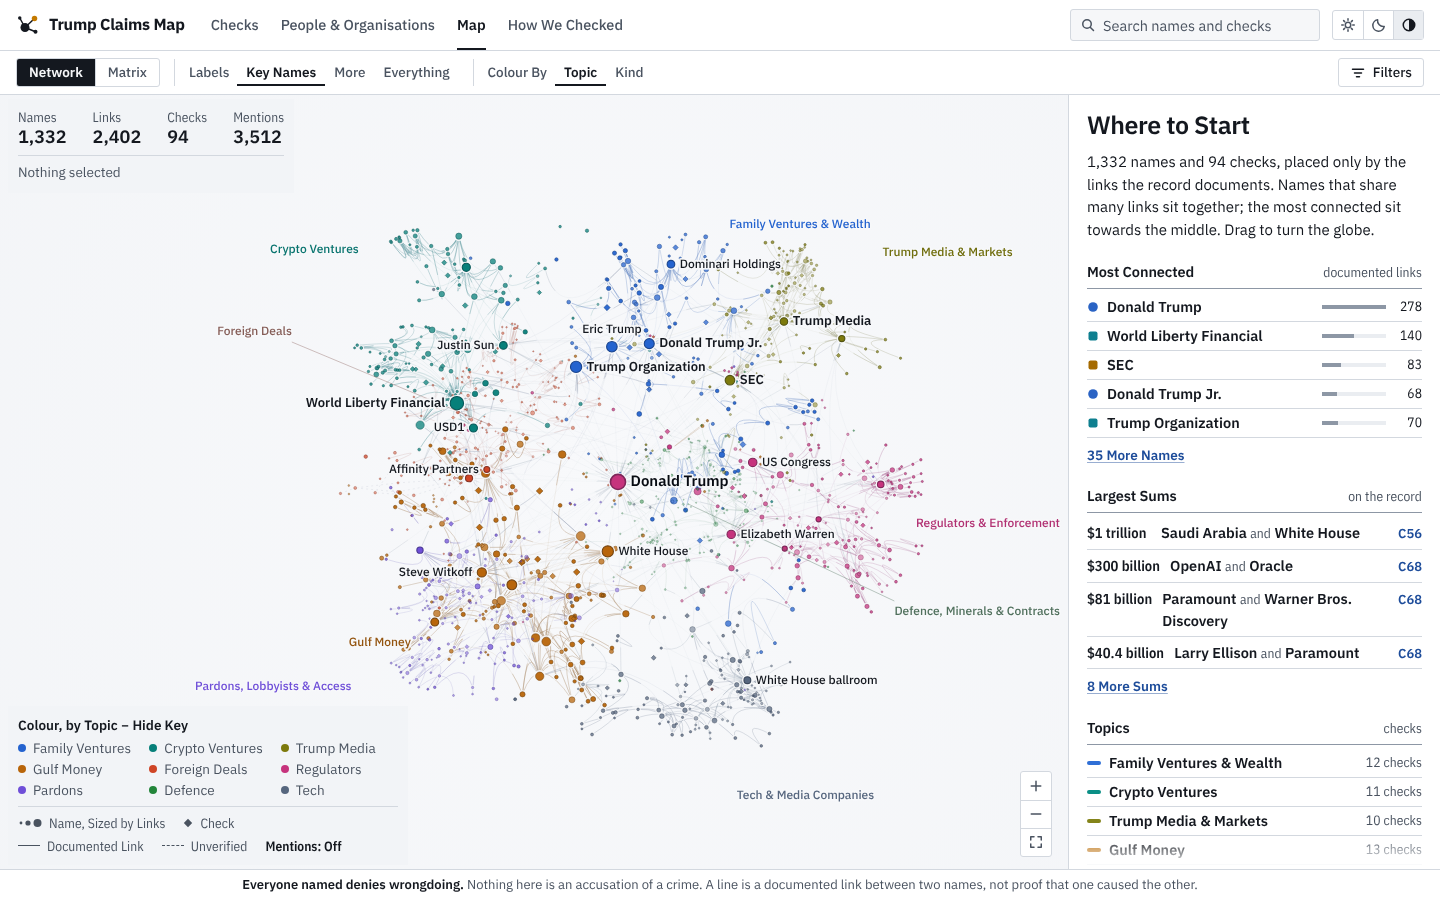 Trump Claims Map
Checks
People & Organisations
Map
How We Checked
Search names and checks
Network
Matrix
Labels
Key Names
More
Everything
Colour By
Topic
Kind
Filters
Names
Links
Checks
Mentions
1,332
2,402
94
3,512
Nothing selected
Family Ventures & Wealth
Crypto Ventures
Trump Media & Markets
Dominari Holdings
Foreign Deals
Trump Media
Eric Trump
Justin Sun
Donald Trump Jr.
Trump Organization
SEC
World Liberty Financial
USD1
Affinity Partners
US Congress
Donald Trump
Regulators & Enforcement
Elizabeth Warren
White House
Steve Witkoff
Defence, Minerals & Contracts
Gulf Money
White House ballroom
Pardons, Lobbyists & Access
Tech & Media Companies
Colour, by Topic – Hide Key
Family Ventures
Crypto Ventures
Trump Media
Gulf Money
Foreign Deals
Regulators
Pardons
Defence
Tech
Name, Sized by Links
Check
Documented Link
Unverified
Mentions: Off
Where to Start
1,332 names and 94 checks, placed only by the
links the record documents. Names that share
many links sit together; the most connected sit
towards the middle. Drag to turn the globe.
Most Connected
documented links
Donald Trump 278
World Liberty Financial 140
SEC 83
Donald Trump Jr. 68
Trump Organization 70
35 More Names
Largest Sums
on the record
$1 trillion Saudi Arabia and White House C56
$300 billion OpenAI and Oracle C68
$81 billion Paramount and Warner Bros. C68
Discovery
$40.4 billion Larry Ellison and Paramount C68
8 More Sums
Topics
checks
Family Ventures & Wealth 12 checks
Crypto Ventures 11 checks
Trump Media & Markets 10 checks
Gulf Money 13 checks
Everyone named denies wrongdoing. Nothing here is an accusation of a crime. A line is a documented link between two names, not proof that one caused the other.